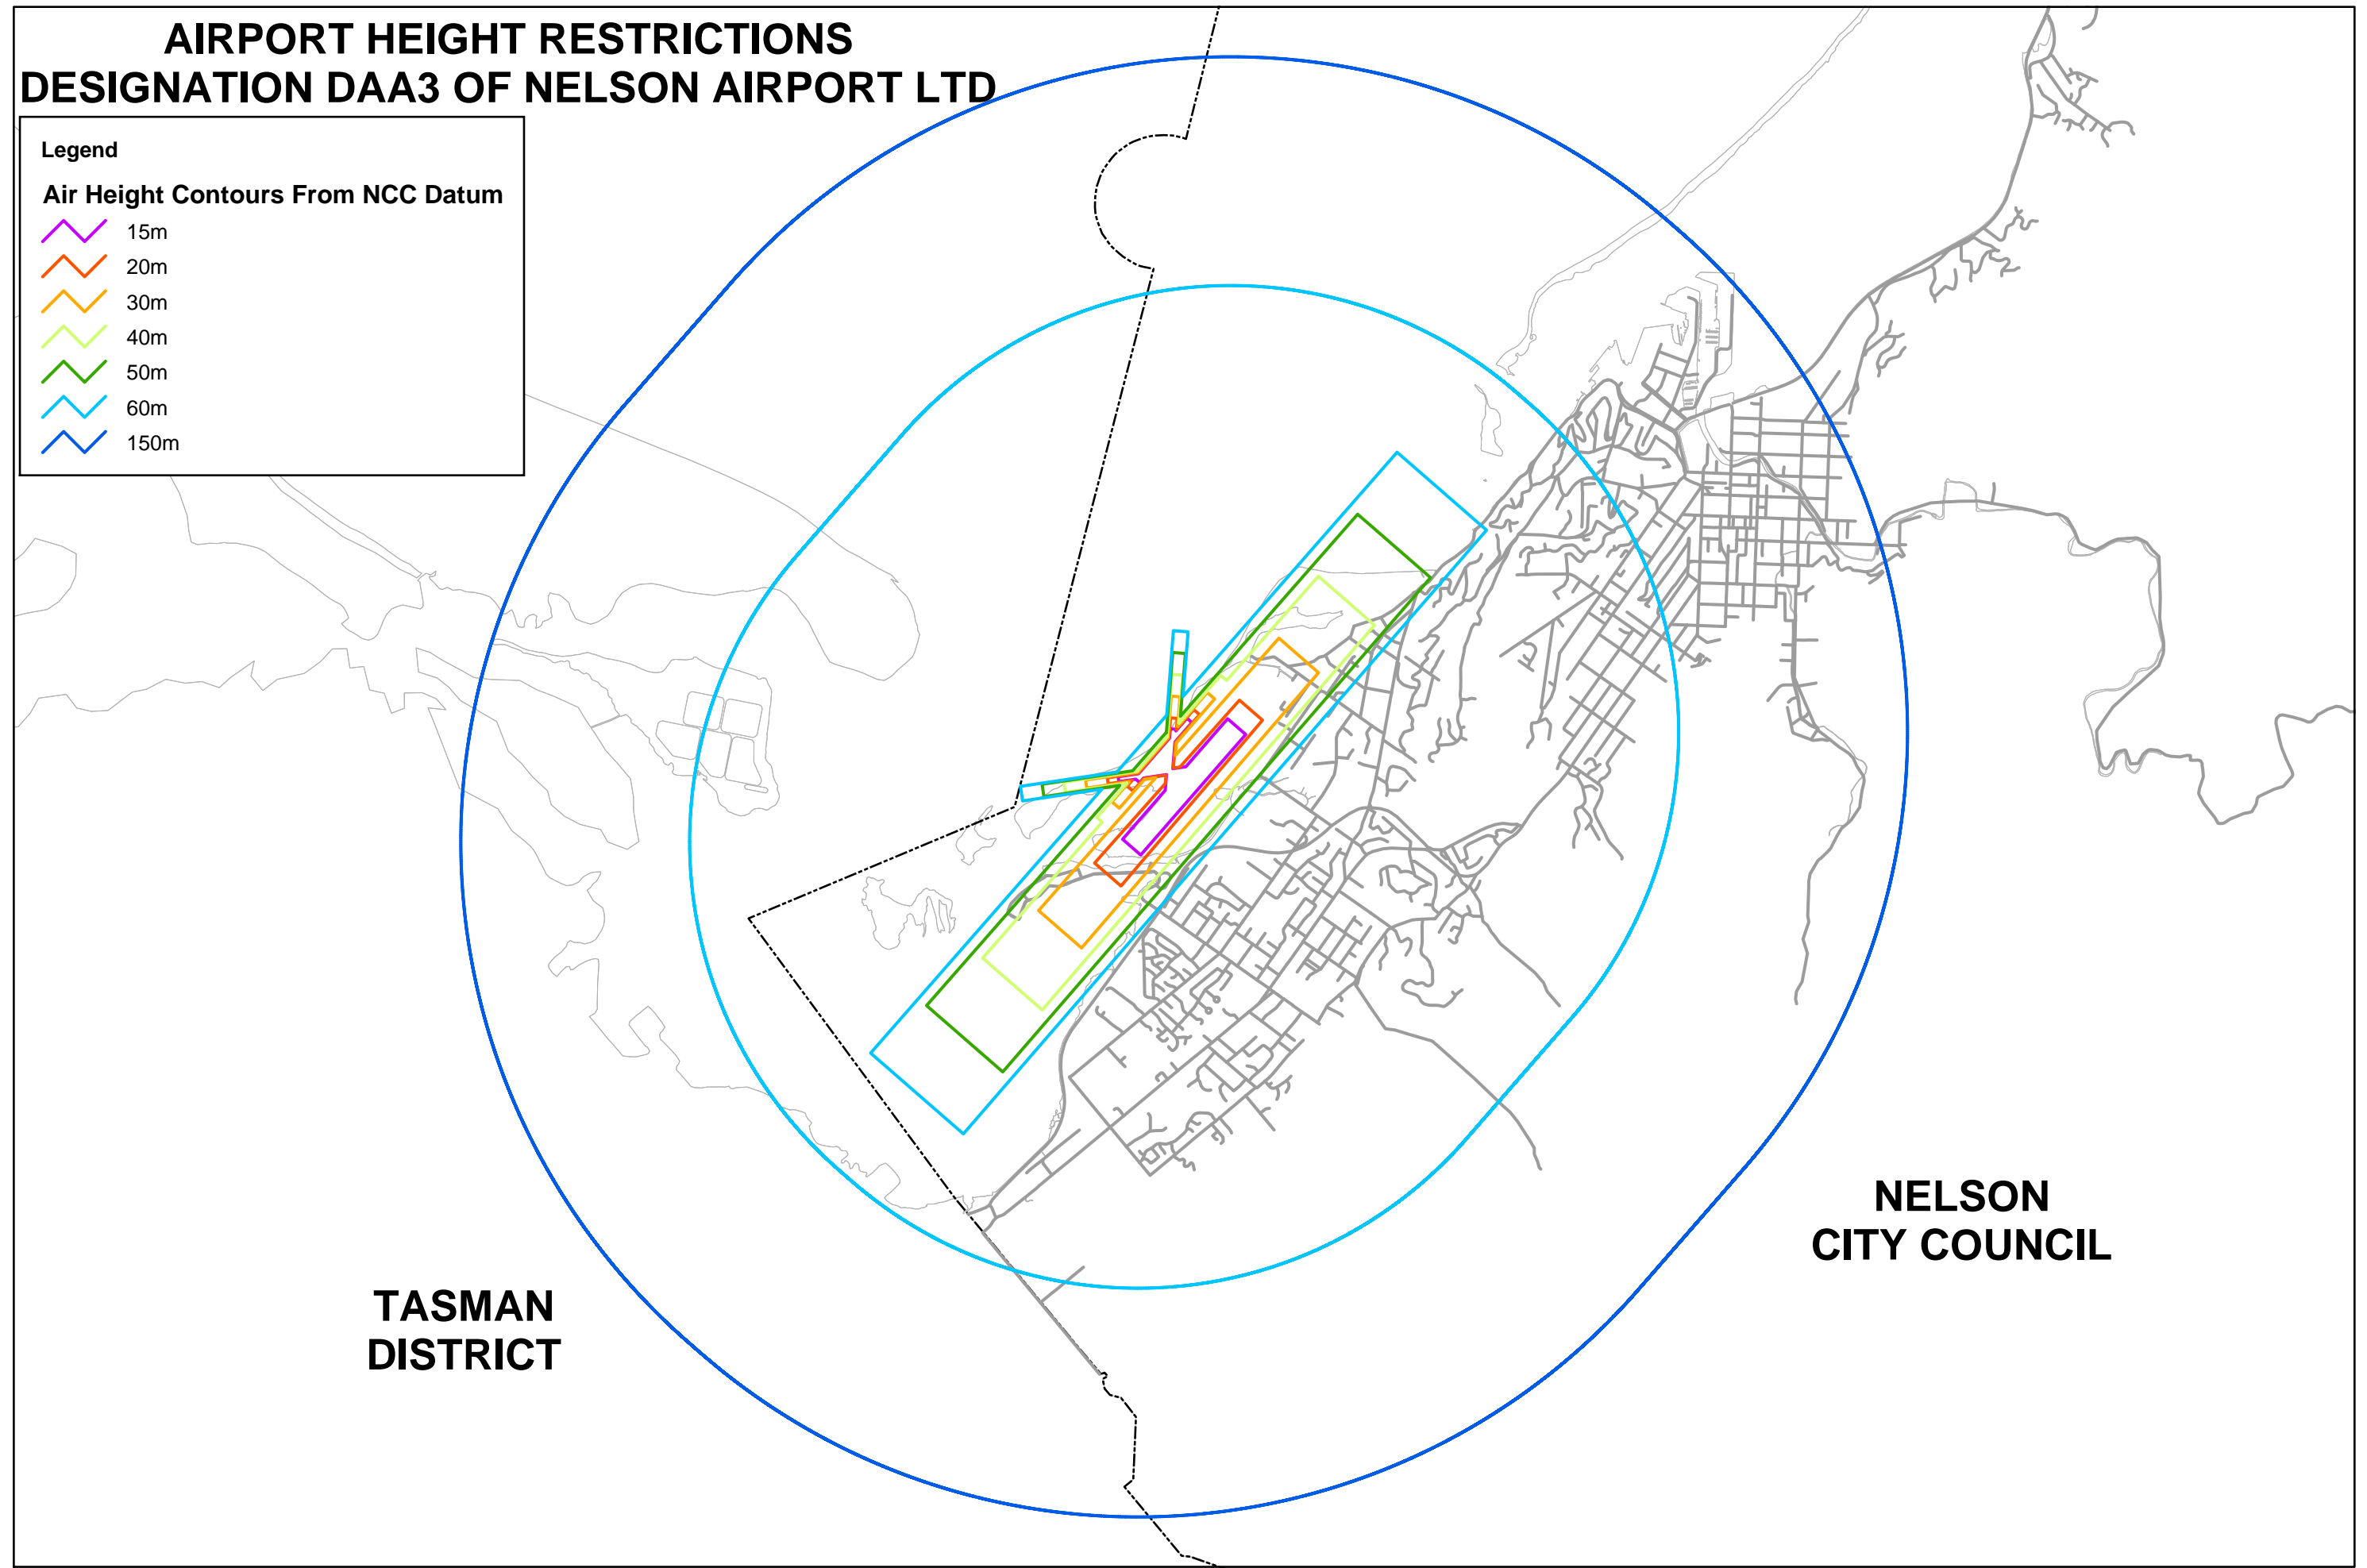 AIRPORT HEIGHT RESTRICTIONS
DESIGNATION DAA3 OF NELSON AIRPORT LTD
Legend
Air Height Contours From NCC Datum
15m
20m
30m
40m
50m
60m
150m
NELSON
CITY COUNCIL
TASMAN
DISTRICT